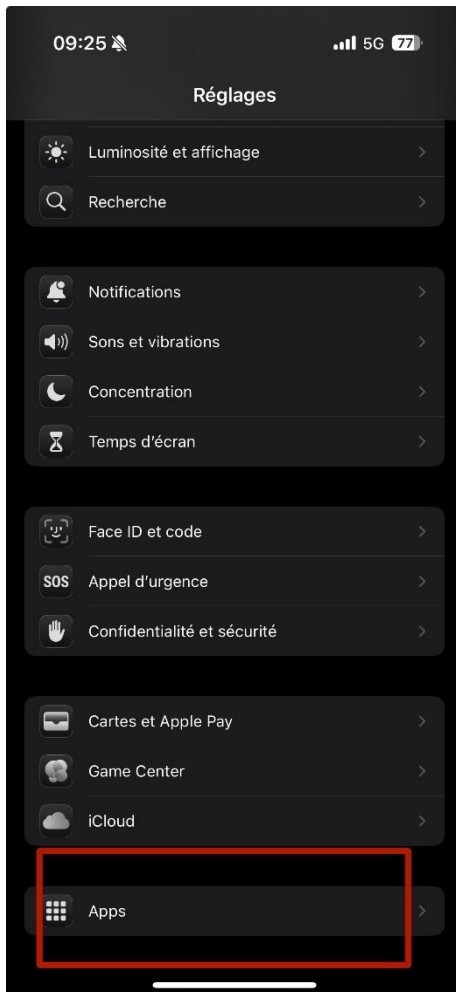 09:25 5G 77
Réglages
Luminosité et affichage
Recherche
Notifications
Sons et vibrations
Concentration
Temps d'écran
Face ID et code
SOS Appel d'urgence
Confidentialité et sécurité
Cartes et Apple Pay
Game Center
iCloud
Apps